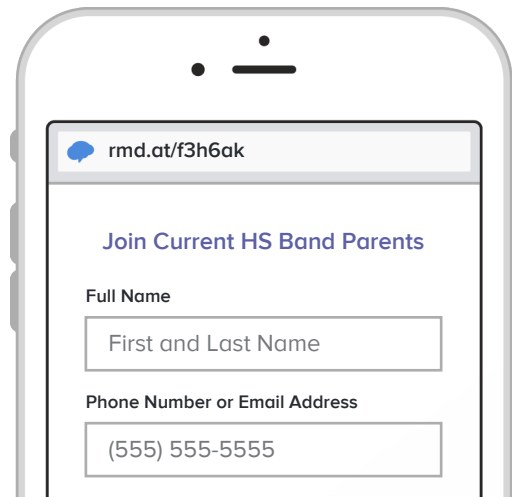 rmd.at/f3h6ak
Join Current HS Band Parents
Full Name
First and Last Name
Phone Number or Email Address
(555) 555-5555